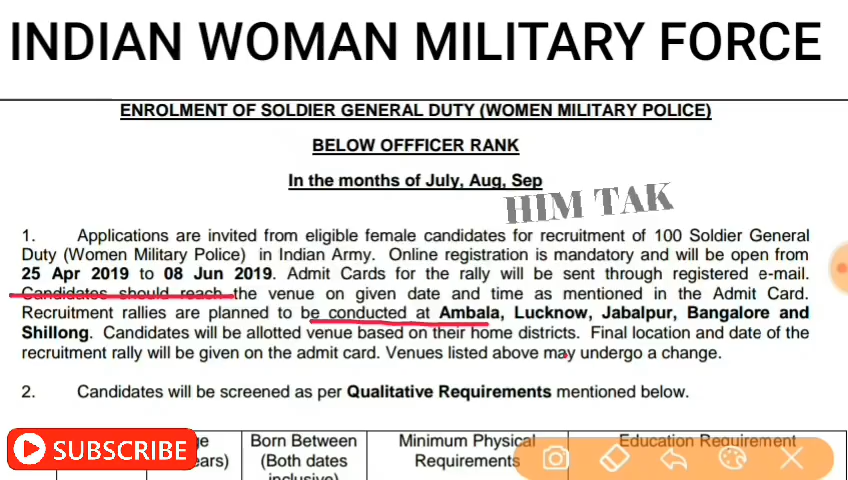 INDIAN WOMAN MILITARY FORCE
ENROLMENT OF SOLDIER GENERAL DUTY (WOMEN MILITARY POLICE)
BELOW OFFFICER RANK
In the months of July, Aug, Sep
HIM TAK
1. Applications are invited from eligible female candidates for recruitment of 100 Soldier General
Duty (Women Military Police) in Indian Army. Online registration is mandatory and will be open from
25 Apr 2019 to 08 Jun 2019. Admit Cards for the rally will be sent through registered e-mail.
Candidates should reach the venue on given date and time as mentioned in the Admit Card.
Recruitment rallies are planned to be conducted at Ambala, Lucknow, Jabalpur, Bangalore and
Shillong. Candidates will be allotted venue based on their home districts. Final location and date of the
recruitment rally will be given on the admit card. Venues listed above may undergo a change.
2. Candidates will be screened as per Qualitative Requirements mentioned below.
SUBSCRIBE
Born Between
(Both dates
inclusive)
Minimum Physical
Requirements
Education Requirement